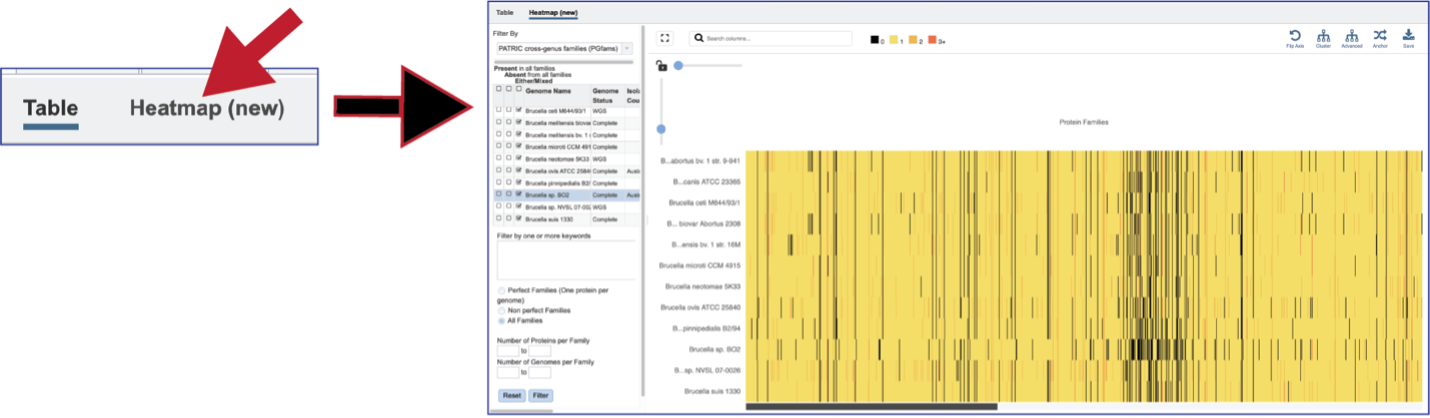 Table
Heatmap (new)
Table
Heatmap (new)
Filter By
PATRIC cross-genus families (PGfams)
Present in all families
Absent from all families
Either/Mixed
Genome Name
Genome Status
Isola
Cou
Brucella ceti M644/93/1 WGS
Brucella melitensis biovar Complete
Brucella melitensis bv. 1 Complete
Brucella microti CCM 491 Complete
Brucella neotomae 5K33 WGS
Brucella ovis ATCC 2584 Complete Austr
Brucella pinnipedialis B2/ Complete
Brucella sp. BO2 Complete Austr
Brucella sp. NVSL 07-002 WGS
Brucella suis 1330 Complete
Filter by one or more keywords
Perfect Families (One protein per
genome)
Non perfect Families
All Families
Number of Proteins per Family
to
Number of Genomes per Family
to
Reset Filter
Search columns...
0 1 2 3+
Flip Axis Cluster Advanced Anchor Save
Protein Families
B...abortus bv. 1 str. 9-941
B...canis ATCC 23365
Brucella ceti M644/93/1
B... biovar Abortus 2308
B...ensis bv. 1 str. 16M
Brucella microti CCM 4915
Brucella neotomae 5K33
Brucella ovis ATCC 25840
B...pinnipedialis B2/94
Brucella sp. BO2
B...sp. NVSL 07-0026
Brucella suis 1330